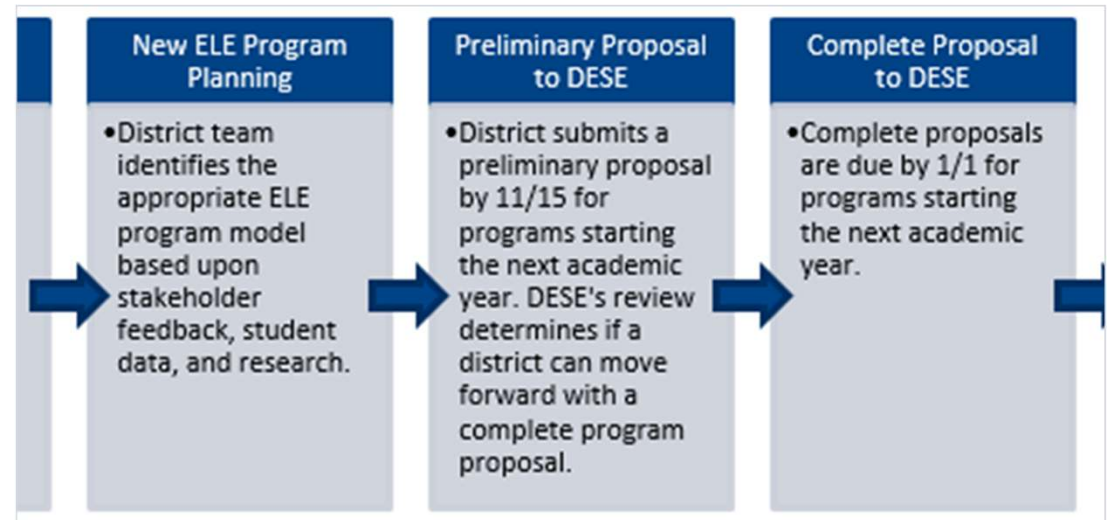 New ELE Program
Planning
•District team
identifies the
appropriate ELE
program model
based upon
stakeholder
feedback, student
data, and research.
Preliminary Proposal
to DESE
•District submits a
preliminary proposal
by 11/15 for
programs starting
the next academic
year. DESE's review
determines if a
district can move
forward with a
complete program
proposal.
Complete Proposal
to DESE
•Complete proposals
are due by 1/1 for
programs starting
the next academic
year.